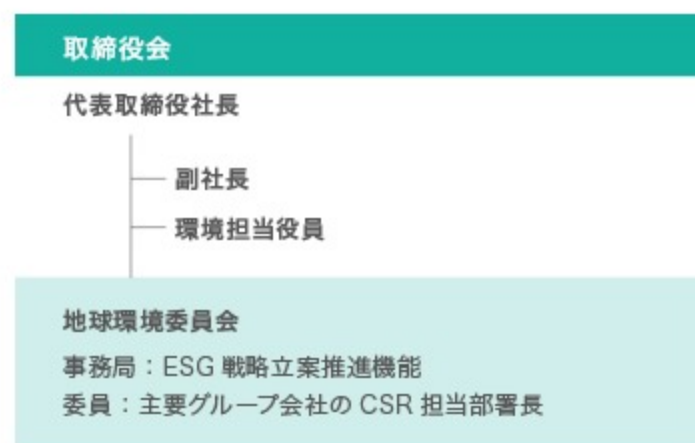 取締役会
代表取締役社長
副社長
環境担当役員
地球環境委員会
事務局：ESG 戦略立案推進機能
委員：主要グループ会社の CSR 担当部署長